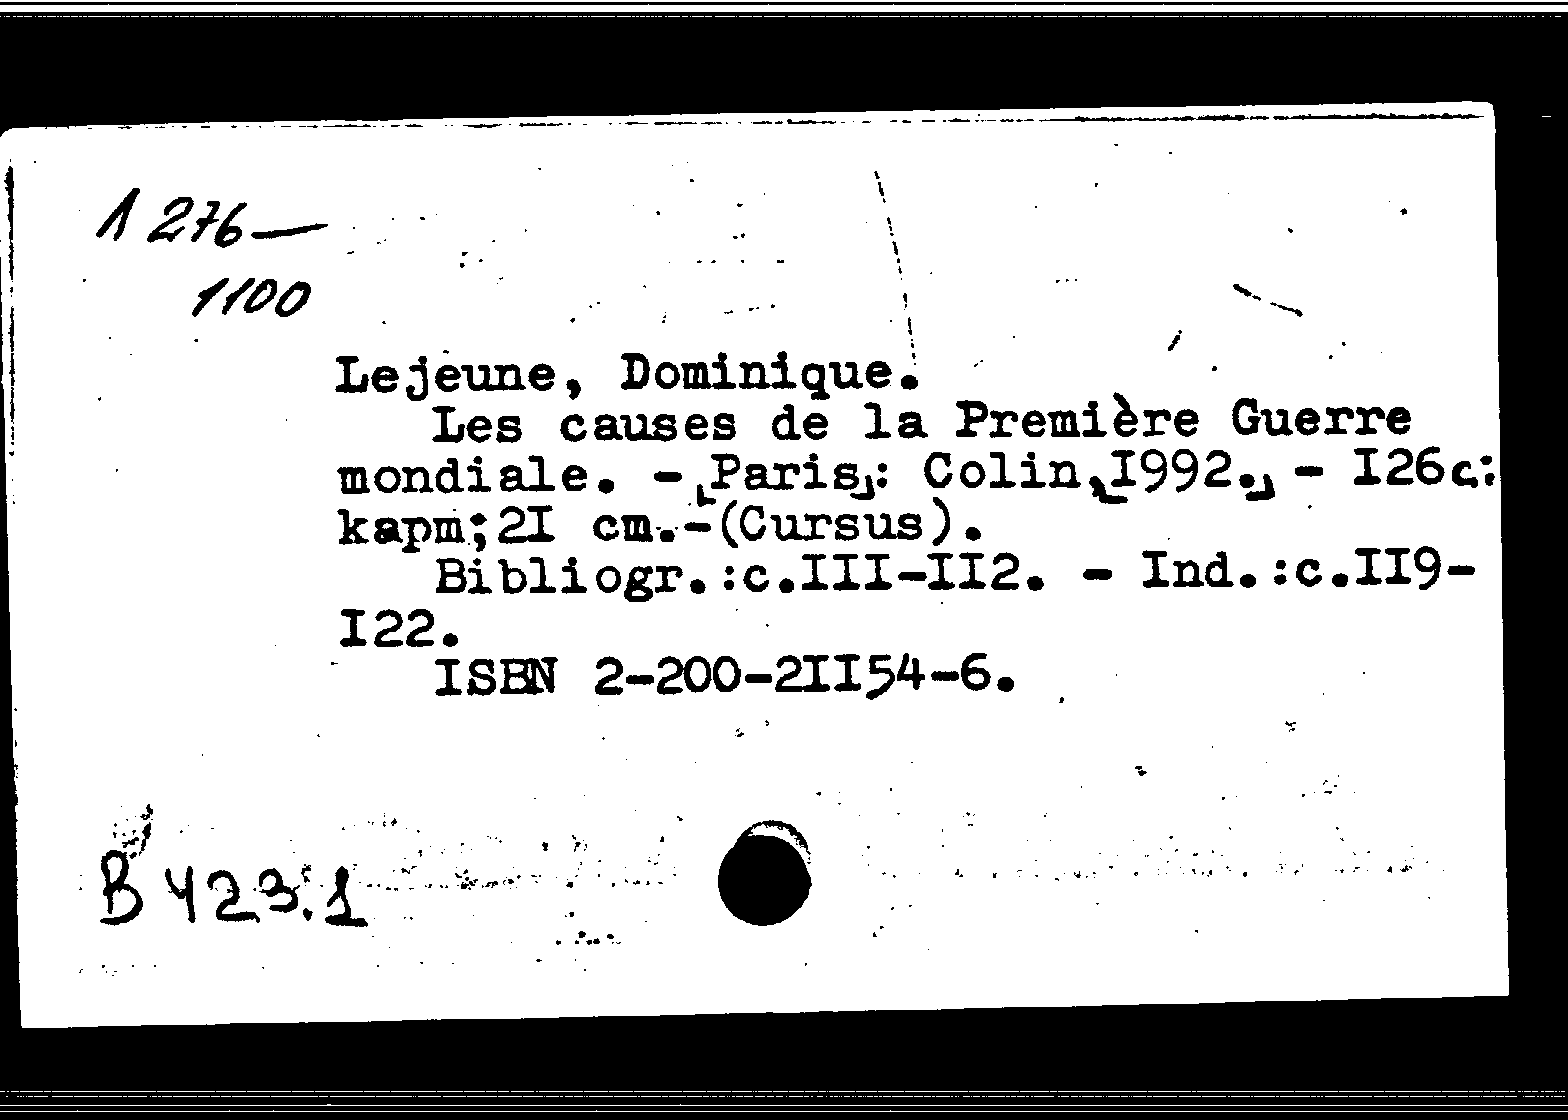 1 276—
1100
Lejeune, Dominique.
Les causes de la Première Guerre
mondiale. - [Paris]: Colin, [1992.] - I26c.:
карт; 2I cm.-(Cursus).
Bibliogr.:c.III-II2. - Ind.:c.II9-
I22.
ISBN 2-200-2II54-6.
B 423.1